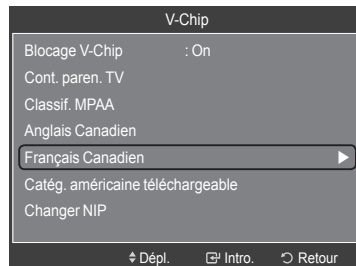 V-Chip
Blocage V-Chip : On
Cont. paren. TV
Classif. MPAA
Anglais Canadien
Français Canadien
Catég. américaine téléchargeable
Changer NIP
Dépl. Intro. Retour